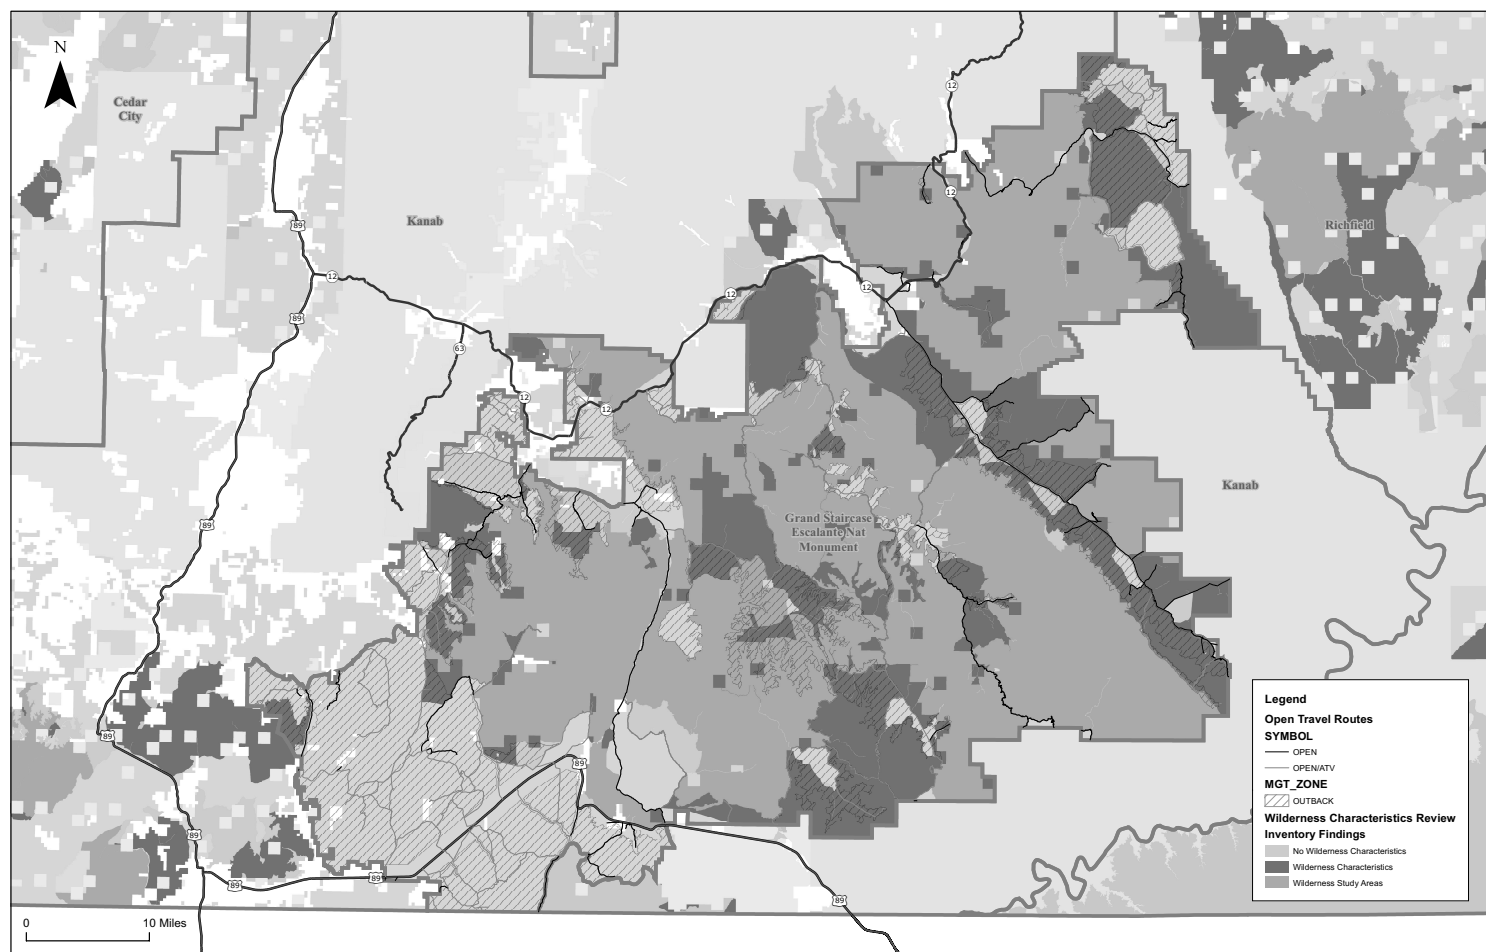 N
Cedar
City
12
12
89
Kanab
Richfield
12
12
12
89
63
12
12
Kanab
Grand Staircase
Escalante Nat
Monument
89
89
89
89
89
89
89
0
10 Miles
Legend
Open Travel Routes
SYMBOL
OPEN
OPEN/ATV
MGT_ZONE
OUTBACK
Wilderness Characteristics Review
Inventory Findings
No Wilderness Characteristics
Wilderness Characteristics
Wilderness Study Areas